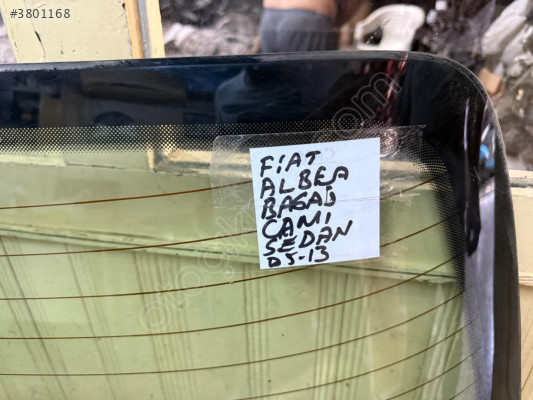 #3801168
FiAT
ALBEA
BAGAJ
CAMI
SEDAN
05-13